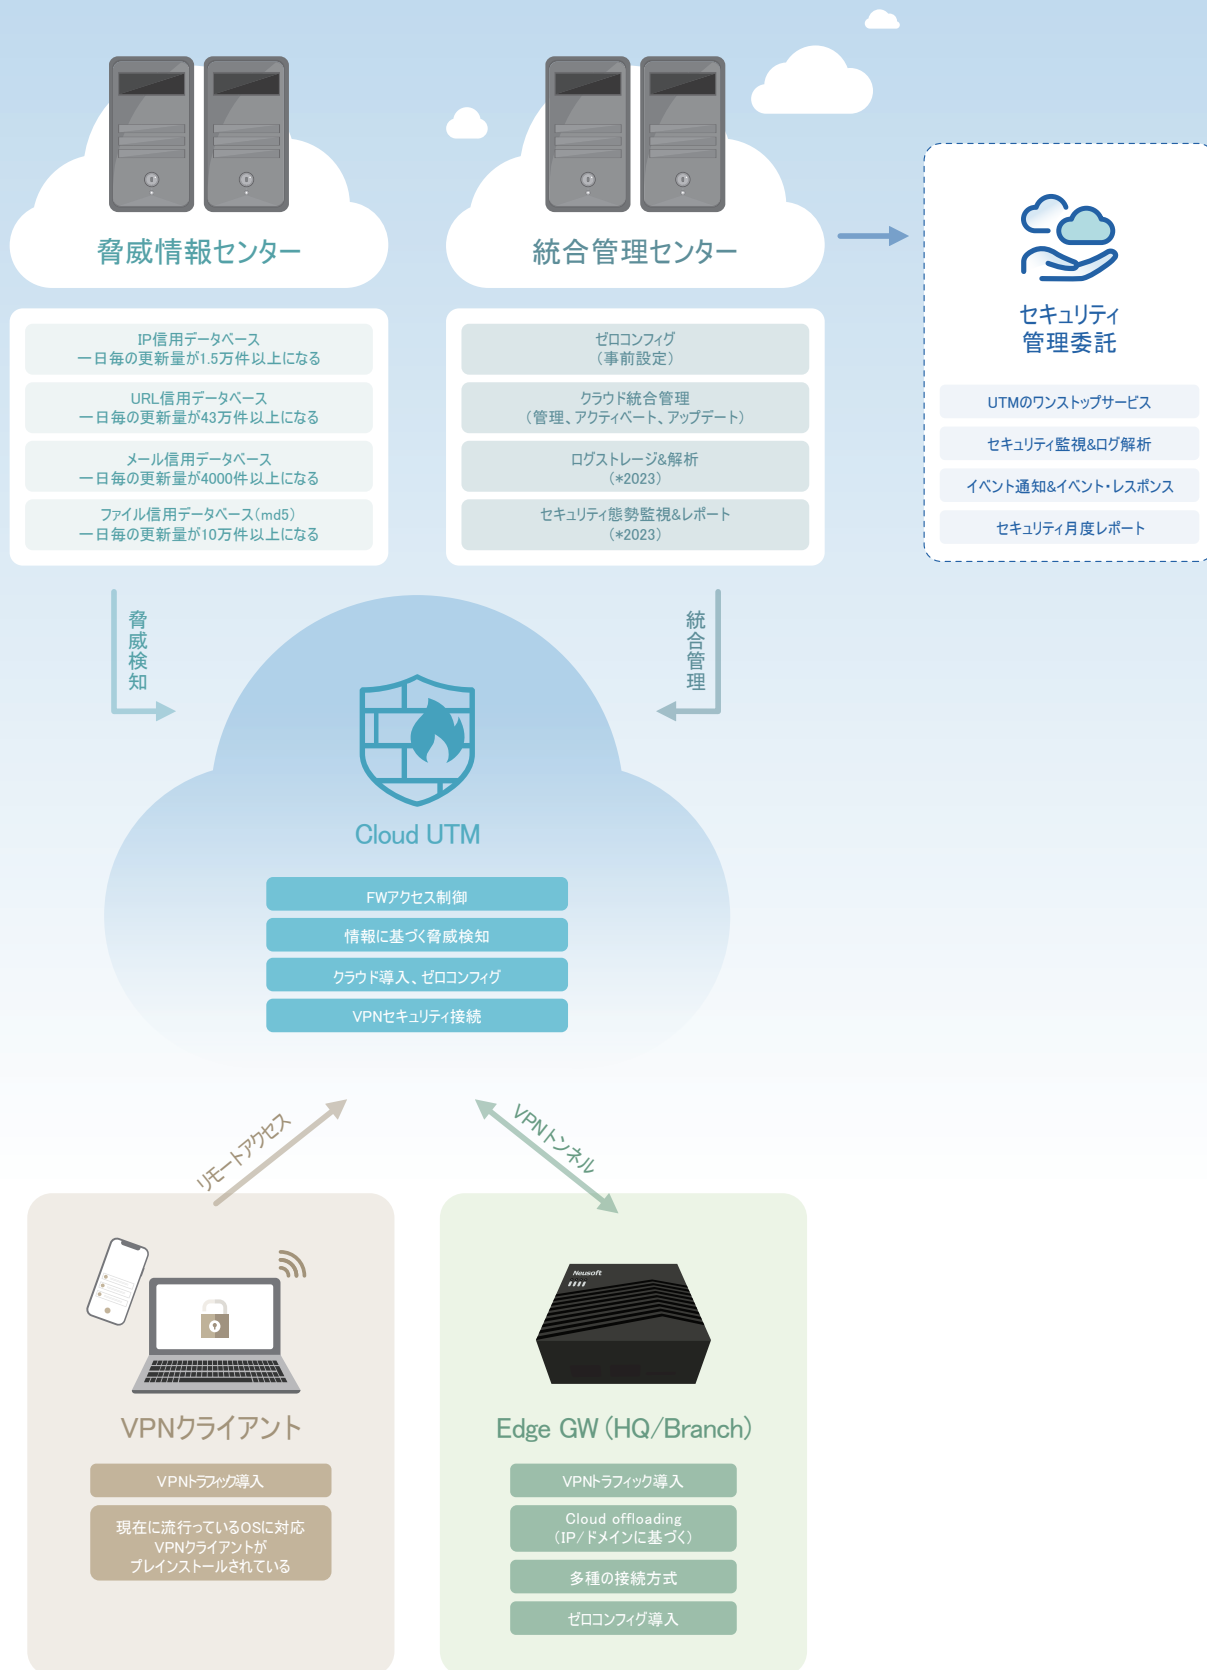 脅威情報センター
IP信用データベース
一日毎の更新量が1.5万件以上になる
URL信用データベース
一日毎の更新量が43万件以上になる
メール信用データベース
一日毎の更新量が4000件以上になる
ファイル信用データベース(md5)
一日毎の更新量が10万件以上になる
統合管理センター
ゼロコンフィグ
(事前設定)
クラウド統合管理
(管理、アクティベート、アップデート)
ログストレージ&解析
(*2023)
セキュリティ態勢監視&レポート
(*2023)
セキュリティ
管理委託
UTMのワンストップサービス
セキュリティ監視&ログ解析
イベント通知&イベント・レスポンス
セキュリティ月度レポート
脅威検知
統合管理
Cloud UTM
FWアクセス制御
情報に基づく脅威検知
クラウド導入、ゼロコンフィグ
VPNセキュリティ接続
リモートアクセス
VPNトンネル
VPNクライアント
VPNトラフィック導入
現在に流行っているOSに対応
VPNクライアントが
プレインストールされている
Neusoft
Edge GW (HQ/Branch)
VPNトラフィック導入
Cloud offloading
(IP/ドメインに基づく)
多種の接続方式
ゼロコンフィグ導入